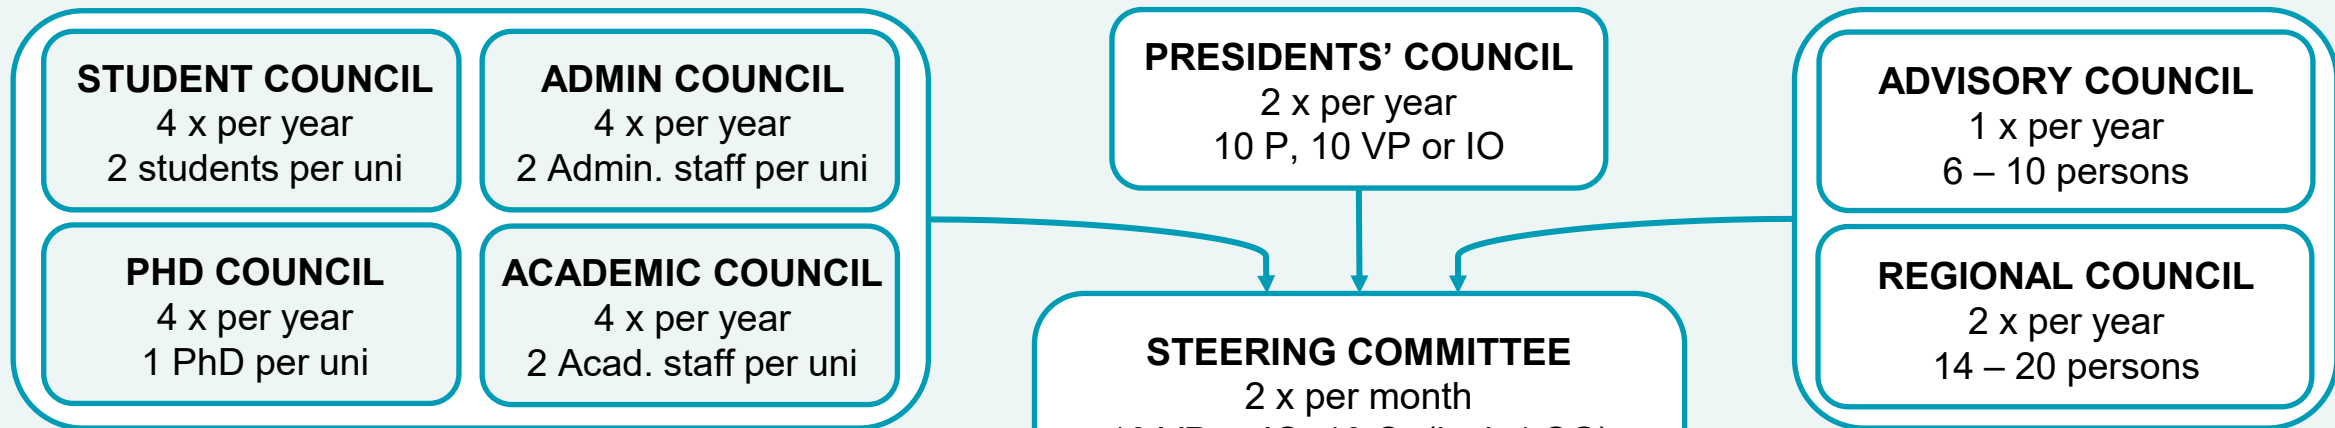 STUDENT COUNCIL
4 x per year
2 students per uni
ADMIN COUNCIL
4 x per year
2 Admin. staff per uni
PHD COUNCIL
4 x per year
1 PhD per uni
ACADEMIC COUNCIL
4 x per year
2 Acad. staff per uni
PRESIDENTS’ COUNCIL
2 x per year
10 P, 10 VP or IO
STEERING COMMITTEE
2 x per month
ADVISORY COUNCIL
1 x per year
6 – 10 persons
REGIONAL COUNCIL
2 x per year
14 – 20 persons